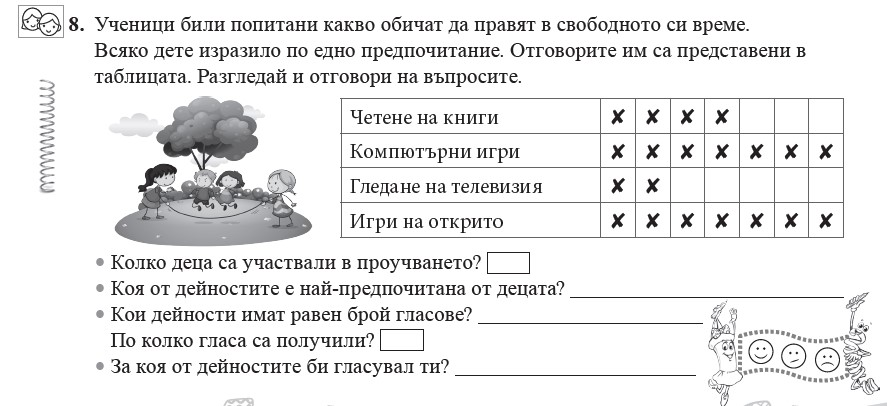 8. Ученици били попитани какво обичат да правят в свободното си време.
Всяко дете изразило по едно предпочитание. Отговорите им са представени в
таблицата. Разгледай и отговори на въпросите.
Четене на книги ✘ ✘ ✘ ✘
Компютърни игри ✘ ✘ ✘ ✘ ✘ ✘ ✘
Гледане на телевизия ✘ ✘
Игри на открито ✘ ✘ ✘ ✘ ✘ ✘ ✘
• Колко деца са участвали в проучването?
• Коя от дейностите е най-предпочитана от децата?
• Кои дейности имат равен брой гласове?
По колко гласа са получили?
• За коя от дейностите би гласувал ти?